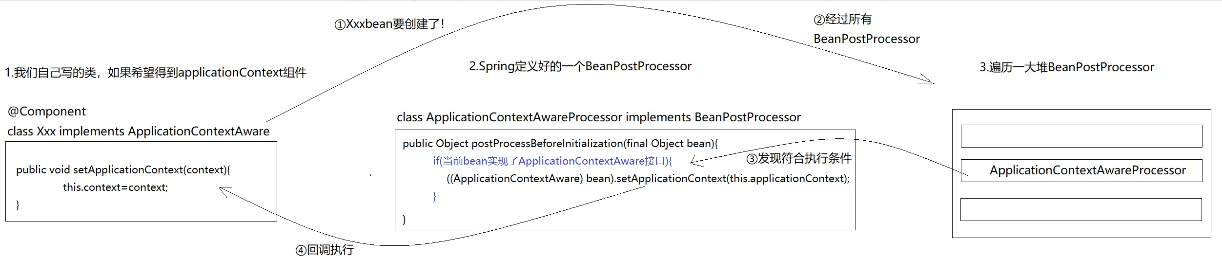 ①Xxxbean要创建了！
②经过所有
BeanPostProcessor
1.我们自己写的类，如果希望得到applicationContext组件
2.Spring定义好的一个BeanPostProcessor
3.遍历一大堆BeanPostProcessor
@Component
class Xxx implements ApplicationContextAware
public void setApplicationContext(context){
this.context=context;
}
class ApplicationContextAwareProcessor implements BeanPostProcessor
public Object postProcessBeforeInitialization(final Object bean){
if(当前bean实现了ApplicationContextAware接口){
((ApplicationContextAware) bean).setApplicationContext(this.applicationContext);
}
}
③发现符合执行条件
ApplicationContextAwareProcessor
④回调执行